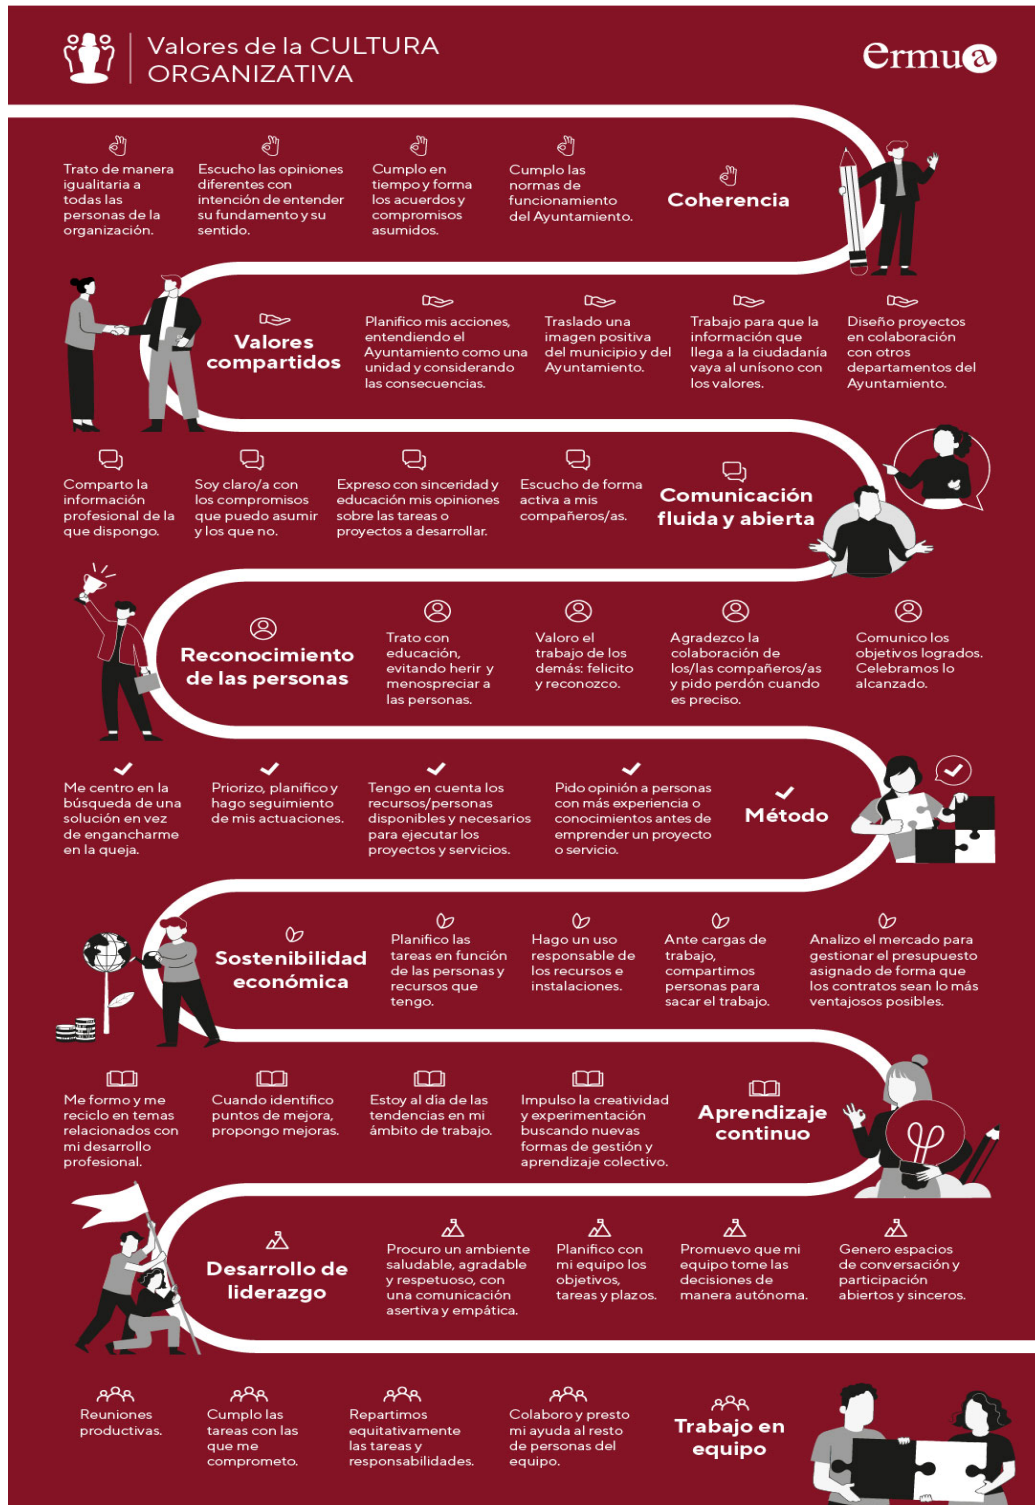 Valores de la CULTURA
ORGANIZATIVA
ermua
Trato de manera
igualitaria a
todas las
personas de la
organización.
Escucho las opiniones
diferentes con
intención de entender
su fundamento y su
sentido.
Cumplo en
tiempo y forma
los acuerdos y
compromisos
asumidos.
Cumplo las
normas de
funcionamiento
del Ayuntamiento.
Coherencia
Valores
compartidos
Planifico mis acciones,
entendiendo el
Ayuntamiento como una
unidad y considerando
las consecuencias.
Traslado una
imagen positiva
del municipio y del
Ayuntamiento.
Trabajo para que la
información que
llega a la ciudadanía
vaya al unísono con
los valores.
Diseño proyectos
en colaboración
con otros
departamentos del
Ayuntamiento.
Comparto la
información
profesional de la
que dispongo.
Soy claro/a con
los compromisos
que puedo asumir
y los que no.
Expreso con sinceridad y
educación mis opiniones
sobre las tareas o
proyectos a desarrollar.
Escucho de forma
activa a mis
compañeros/as.
Comunicación
fluida y abierta
Reconocimiento
de las personas
Trato con
educación,
evitando herir y
menospreciar a
las personas.
Valoro el
trabajo de los
demás: felicito
y reconozco.
Agradezco la
colaboración de
los/las compañeros/as
y pido perdón cuando
es preciso.
Comunico los
objetivos logrados.
Celebramos lo
alcanzado.
Me centro en la
búsqueda de una
solución en vez
de engancharme
en la queja.
Priorizo, planifico y
hago seguimiento
de mis actuaciones.
Tengo en cuenta los
recursos/personas
disponibles y necesarios
para ejecutar los
proyectos y servicios.
Pido opinión a personas
con más experiencia o
conocimientos antes de
emprender un proyecto
o servicio.
Método
Sostenibilidad
económica
Planifico las
tareas en función
de las personas y
recursos que
tengo.
Hago un uso
responsable de
los recursos e
instalaciones.
Ante cargas de
trabajo,
compartimos
personas para
sacar el trabajo.
Analizo el mercado para
gestionar el presupuesto
asignado de forma que
los contratos sean lo más
ventajosos posibles.
Me formo y me
reciclo en temas
relacionados con
mi desarrollo
profesional.
Cuando identifico
puntos de mejora,
propongo mejoras.
Estoy al día de las
tendencias en mi
ámbito de trabajo.
Impulso la creatividad
y experimentación
buscando nuevas
formas de gestión y
aprendizaje colectivo.
Aprendizaje
continuo
Desarrollo de
liderazgo
Procuro un ambiente
saludable, agradable
y respetuoso, con
una comunicación
asertiva y empática.
Planifico con
mi equipo los
objetivos,
tareas y plazos.
Promuevo que mi
equipo tome las
decisiones de
manera autónoma.
Genero espacios
de conversación y
participación
abiertos y sinceros.
Reuniones
productivas.
Cumplo las
tareas con las
que me
comprometo.
Repartimos
equitativamente
las tareas y
responsabilidades.
Colaboro y presto
mi ayuda al resto
de personas del
equipo.
Trabajo en
equipo